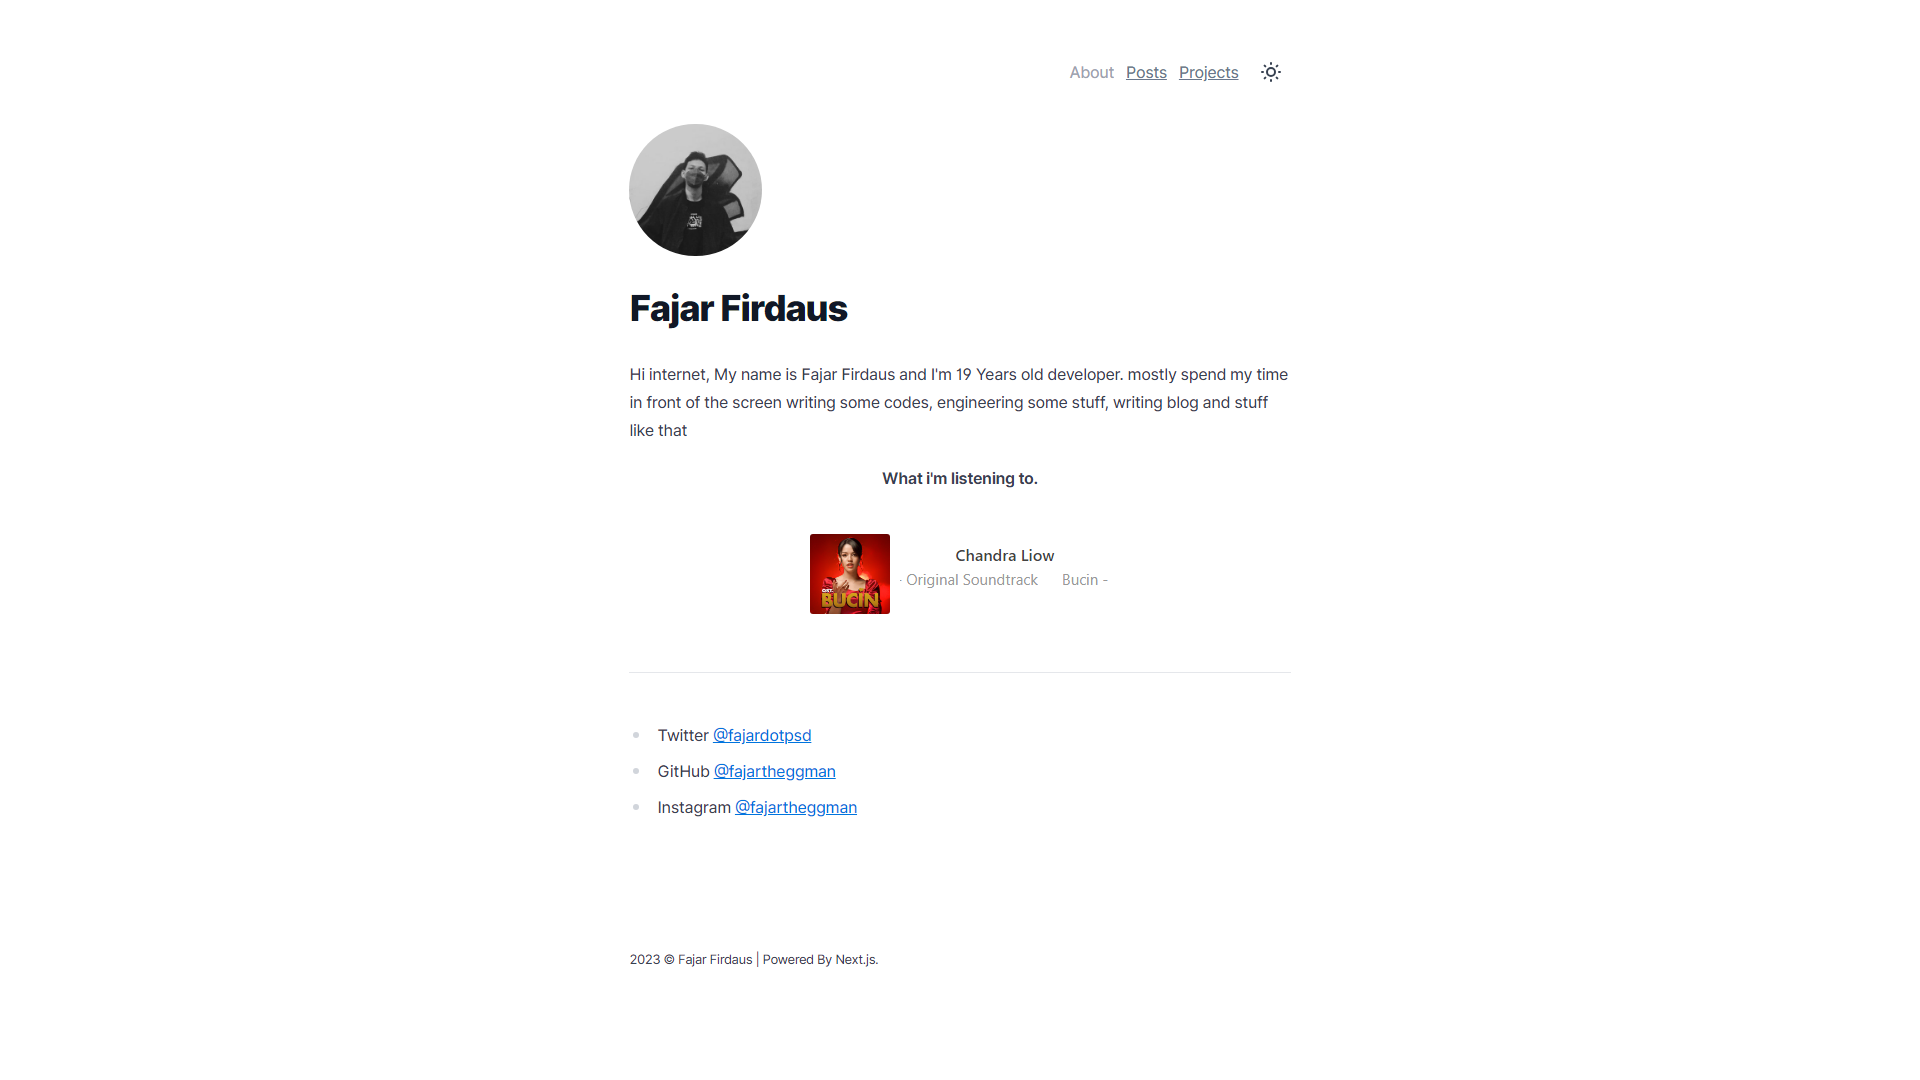 About Posts Projects
Fajar Firdaus
Hi internet, My name is Fajar Firdaus and I'm 19 Years old developer. mostly spend my time
in front of the screen writing some codes, engineering some stuff, writing blog and stuff
like that
What i'm listening to.
BUCIN
Chandra Liow
· Original Soundtrack Bucin -
Twitter @fajardotpsd
GitHub @fajartheggman
Instagram @fajartheggman
2023 © Fajar Firdaus | Powered By Next.js.